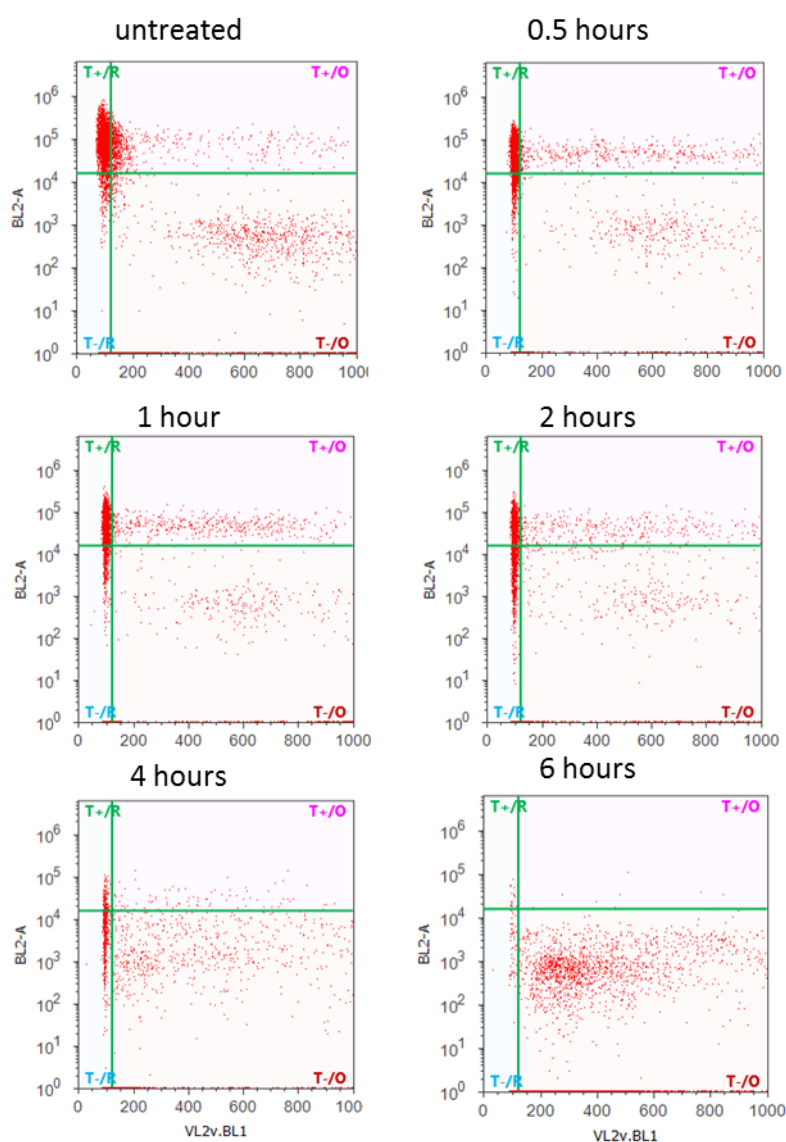 untreated
T+/R T+/O
10⁶
10⁵
10⁴
10³
10²
10¹
10⁰
BL2-A
T-/R T-/O
0 200 400 600 800 1000
0.5 hours
T+/R T+/O
10⁶
10⁵
10⁴
10³
10²
10¹
10⁰
BL2-A
T-/R T-/O
0 200 400 600 800 1000
1 hour
T+/R T+/O
10⁶
10⁵
10⁴
10³
10²
10¹
10⁰
BL2-A
T-/R T-/O
0 200 400 600 800 1000
2 hours
T+/R T+/O
10⁶
10⁵
10⁴
10³
10²
10¹
10⁰
BL2-A
T-/R T-/O
0 200 400 600 800 1000
4 hours
T+/R T+/O
10⁶
10⁵
10⁴
10³
10²
10¹
10⁰
BL2-A
T-/R T-/O
0 200 400 600 800 100
VL2v.BL1
6 hours
T+/R T+/O
10⁶
10⁵
10⁴
10³
10²
10¹
10⁰
BL2-A
T-/R T-/O
0 200 400 600 800 1000
VL2v.BL1